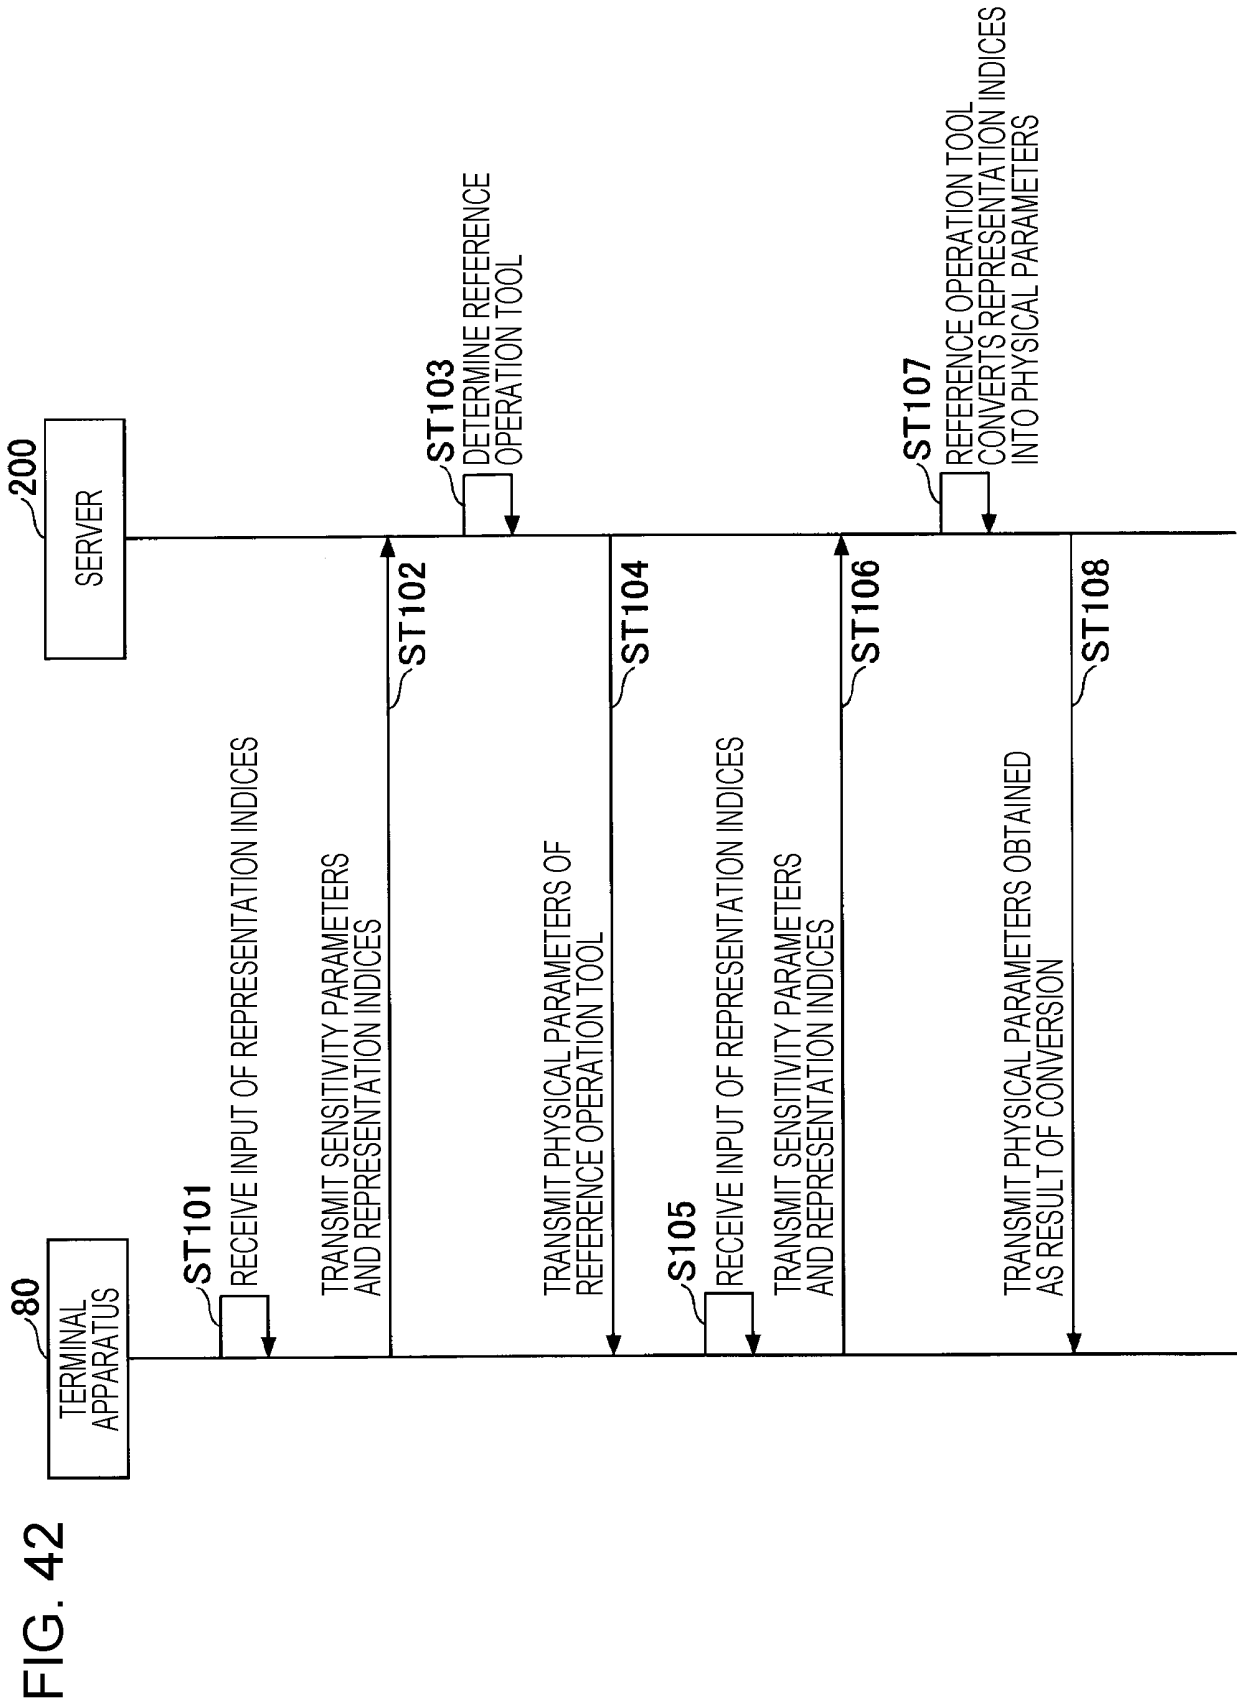 FIG. 42
80
TERMINAL
APPARATUS
200
SERVER
ST101
RECEIVE INPUT OF REPRESENTATION INDICES
TRANSMIT SENSITIVITY PARAMETERS
AND REPRESENTATION INDICES
ST102
ST103
DETERMINE REFERENCE
OPERATION TOOL
TRANSMIT PHYSICAL PARAMETERS OF
REFERENCE OPERATION TOOL
ST104
S105
RECEIVE INPUT OF REPRESENTATION INDICES
TRANSMIT SENSITIVITY PARAMETERS
AND REPRESENTATION INDICES
ST106
ST107
REFERENCE OPERATION TOOL
CONVERTS REPRESENTATION INDICES
INTO PHYSICAL PARAMETERS
TRANSMIT PHYSICAL PARAMETERS OBTAINED
AS RESULT OF CONVERSION
ST108